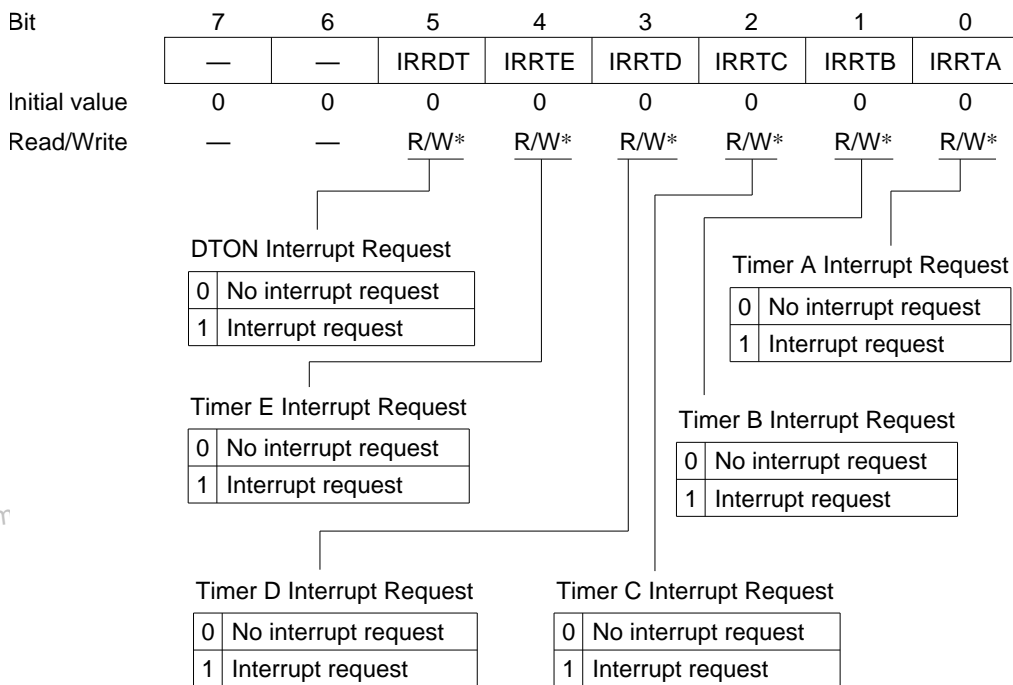 Bit 7 6 5 4 3 2 1 0
— — IRRDT IRRTE IRRTD IRRTC IRRTB IRRTA
Initial value 0 0 0 0 0 0 0 0
Read/Write — — R/W* R/W* R/W* R/W* R/W* R/W*
DTON Interrupt Request
0 No interrupt request
1 Interrupt request
Timer A Interrupt Request
0 No interrupt request
1 Interrupt request
Timer E Interrupt Request
0 No interrupt request
1 Interrupt request
Timer B Interrupt Request
0 No interrupt request
1 Interrupt request
Timer D Interrupt Request
0 No interrupt request
1 Interrupt request
Timer C Interrupt Request
0 No interrupt request
1 Interrupt request